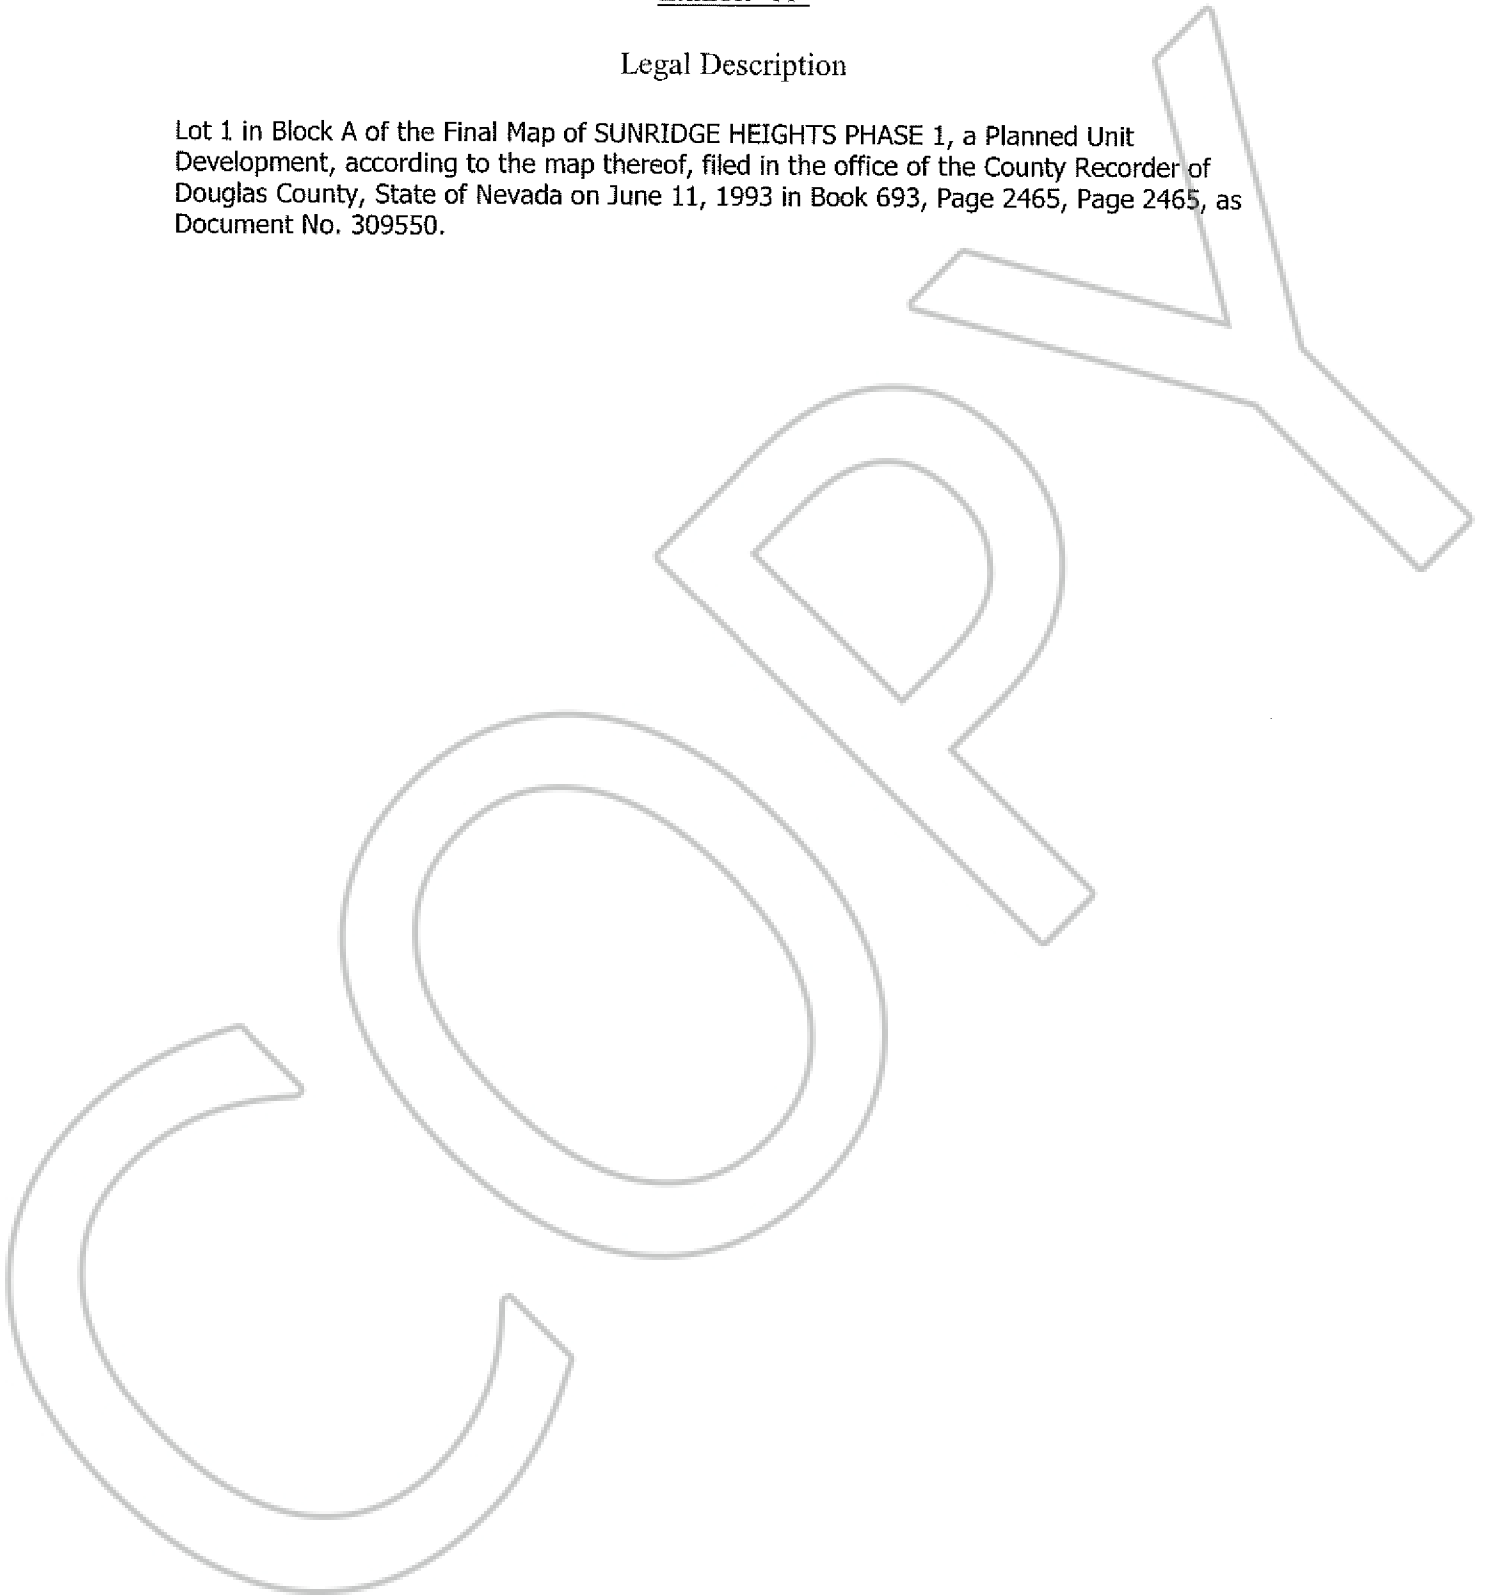 Legal Description
Lot 1 in Block A of the Final Map of SUNRIDGE HEIGHTS PHASE 1, a Planned Unit
Development, according to the map thereof, filed in the office of the County Recorder of
Douglas County, State of Nevada on June 11, 1993 in Book 693, Page 2465, Page 2465, as
Document No. 309550.
COPY